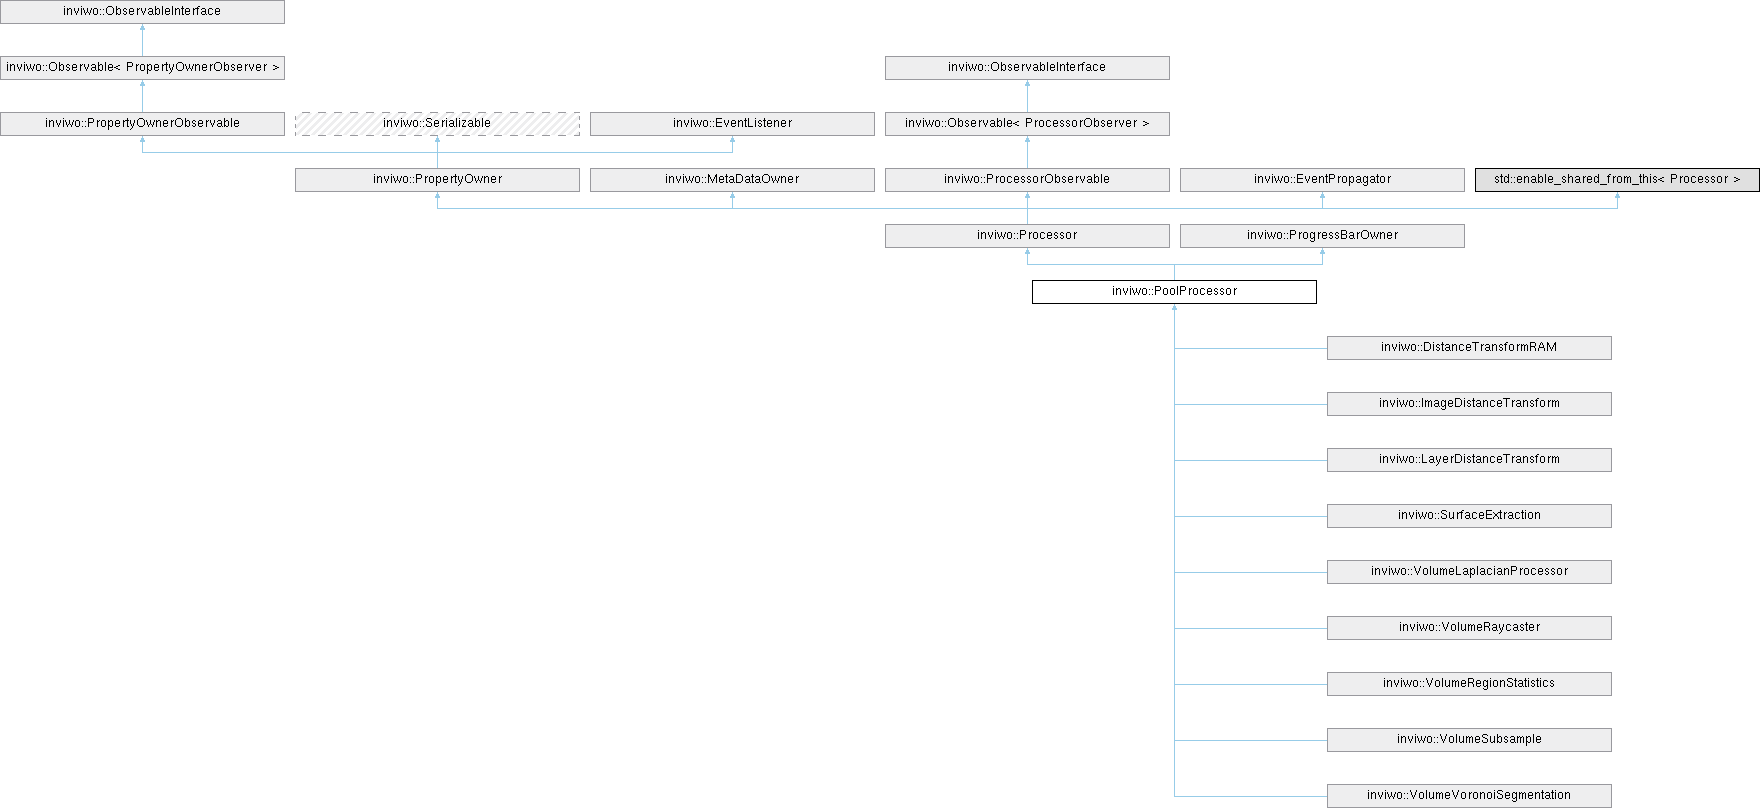 inviwo::ObservableInterface
inviwo::Observable< PropertyOwnerObserver >
inviwo::ObservableInterface
inviwo::PropertyOwnerObservable
inviwo::Serializable
inviwo::EventListener
inviwo::Observable< ProcessorObserver >
inviwo::PropertyOwner
inviwo::MetaDataOwner
inviwo::ProcessorObservable
inviwo::EventPropagator
std::enable_shared_from_this< Processor >
inviwo::Processor
inviwo::ProgressBarOwner
inviwo::PoolProcessor
inviwo::DistanceTransformRAM
inviwo::ImageDistanceTransform
inviwo::LayerDistanceTransform
inviwo::SurfaceExtraction
inviwo::VolumeLaplacianProcessor
inviwo::VolumeRaycaster
inviwo::VolumeRegionStatistics
inviwo::VolumeSubsample
inviwo::VolumeVoronoiSegmentation